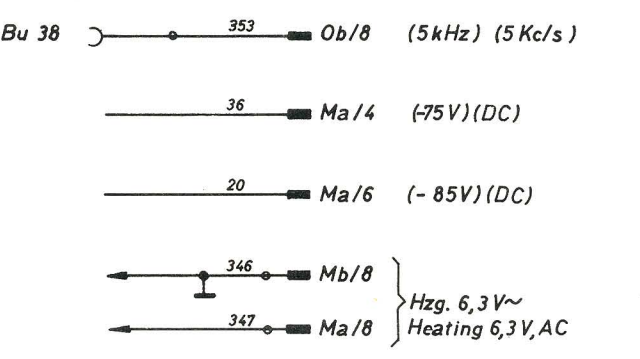 Bu 38 353 Ob/8 (5kHz) (5Kc/s)
36 Ma/4 (-75V)(DC)
20 Ma/6 (-85V)(DC)
346 Mb/8
Hzg. 6,3V~
347 Ma/8 Heating 6,3V,AC